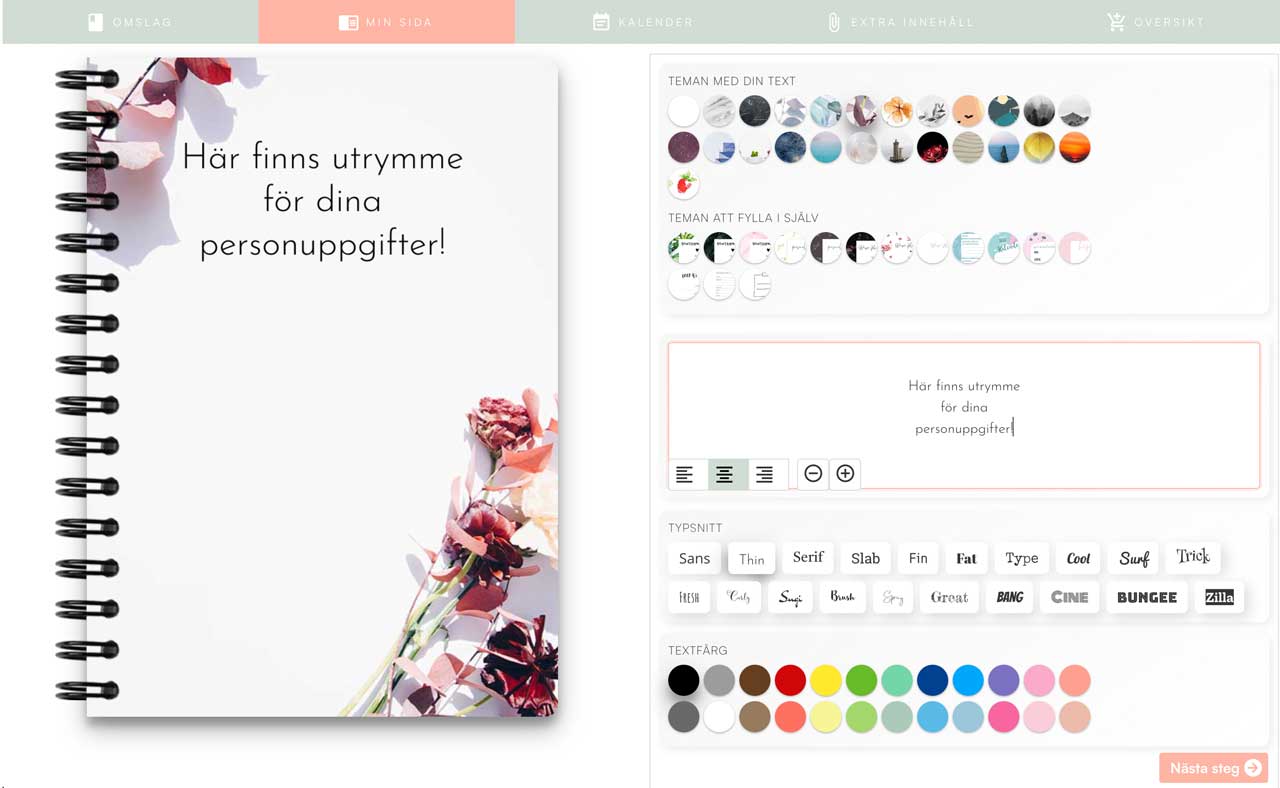 OMSLAG
MIN SIDA
KALENDER
EXTRA INNEHÅLL
ÖVERSIKT
Här finns utrymme
för dina
personuppgifter!
TEMAN MED DIN TEXT
TEMAN ATT FYLLA I SJÄLV
Här finns utrymme
för dina
personuppgifter!
TYPSNITT
Sans Thin Serif Slab Fin Fat Type Cool Surf Trick
FRESH Curly Sugi Brush Spicy Great BANG CINE BUNGEE Zilla
TEXTFÄRG
Nästa steg